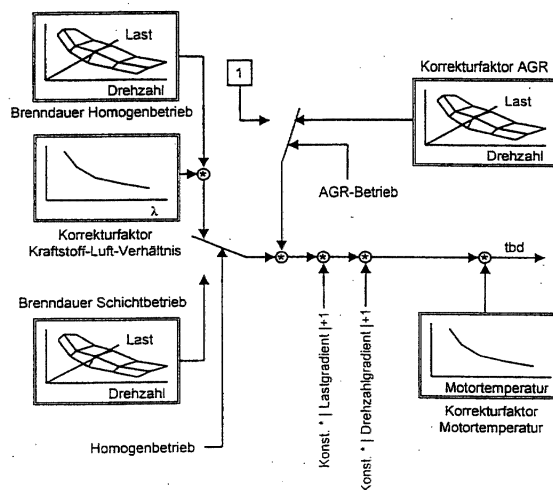 Last
Drehzahl
Brenndauer Homogenbetrieb
λ
Korrekturfaktor
Kraftstoff-Luft-Verhältnis
Brenndauer Schichtbetrieb
Last
Drehzahl
Homogenbetrieb
1
AGR-Betrieb
Korrekturfaktor AGR
Last
Drehzahl
*
*
*
*
*
tbd
Konst. * | Lastgradient |+1
Konst. * | Drehzahlgradient |+1
Motortemperatur
Korrekturfaktor
Motortemperatur